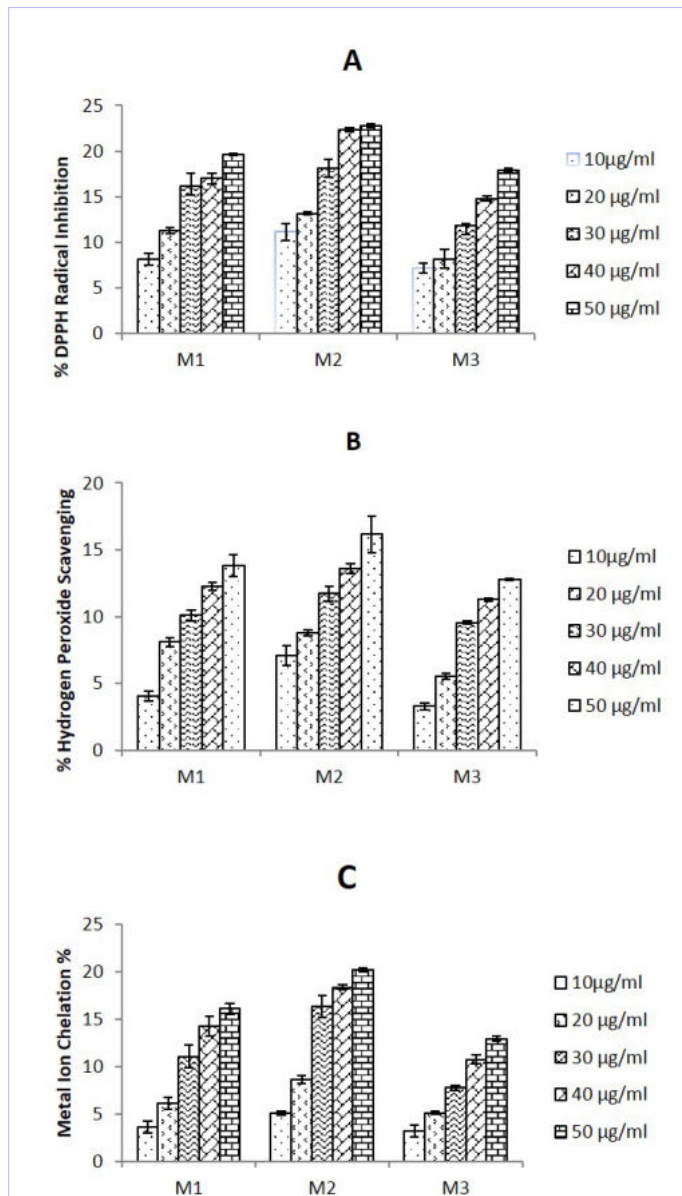 A
% DPPH Radical Inhibition
25
20
15
10
5
0
M1 M2 M3
10µg/ml
20 µg/ml
30 µg/ml
40 µg/ml
50 µg/ml
B
% Hydrogen Peroxide Scavenging
20
15
10
5
0
M1 M2 M3
10µg/ml
20 µg/ml
30 µg/ml
40 µg/ml
50 µg/ml
C
Metal Ion Chelation %
25
20
15
10
5
0
M1 M2 M3
10µg/ml
20 µg/ml
30 µg/ml
40 µg/ml
50 µg/ml